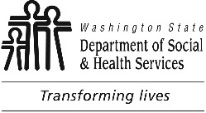 Washington State
Department of Social
& Health Services
Transforming lives